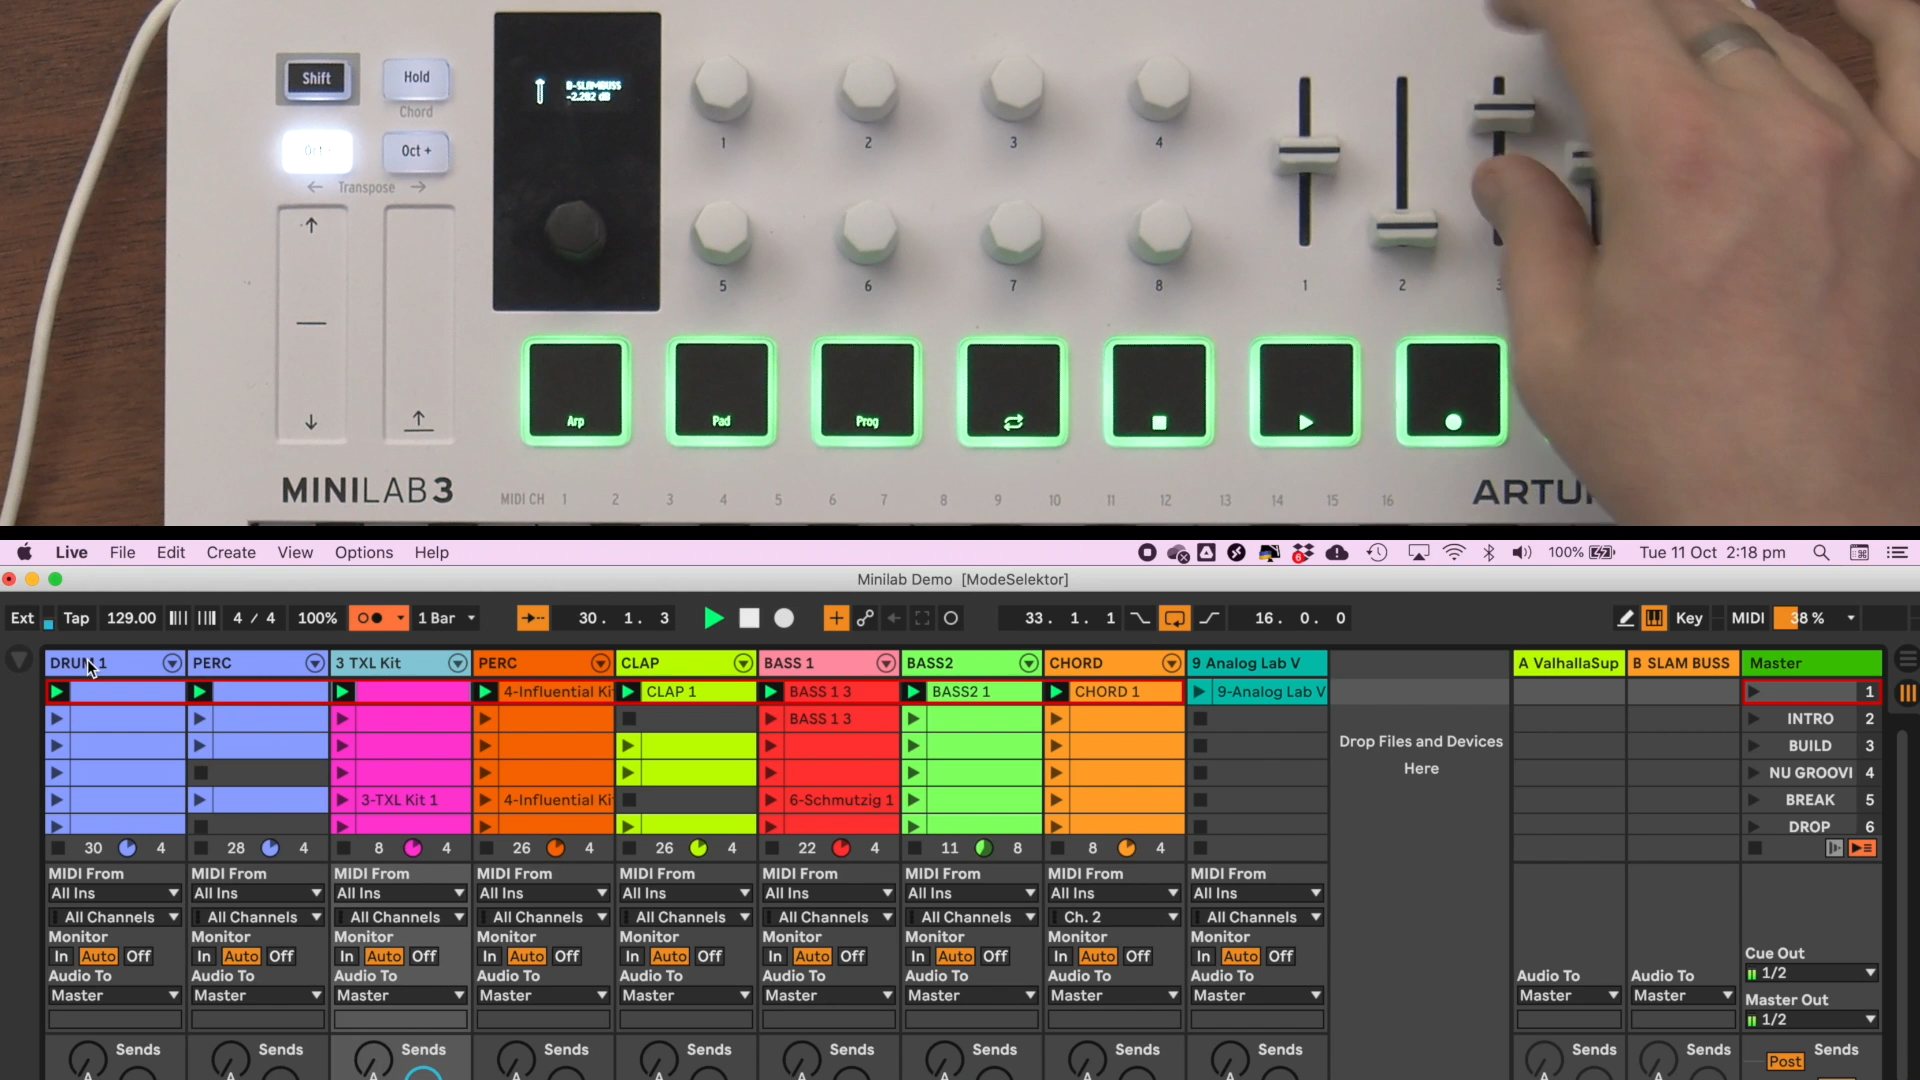 Shift
Hold
Chord
Oct -
Oct +
← Transpose →
B-SLAMBUSS
-2.202 dB
1 2 3 4
5 6 7 8
1 2 3
Arp
Pad
Prog
MINILAB3
MIDI CH 1 2 3 4 5 6 7 8 9 10 11 12 13 14 15 16
Live File Edit Create View Options Help
6
100% Tue 11 Oct 2:18 pm
Minilab Demo [ModeSelektor]
Ext Tap 129.00 4 / 4 100% 1 Bar 30. 1. 3 33. 1. 1 16. 0. 0 Key MIDI 38 %
DRUM 1 PERC 3 TXL Kit PERC CLAP BASS 1 BASS2 CHORD 9 Analog Lab V A ValhallaSup B SLAM BUSS Master
4-Influential Ki CLAP 1 BASS 1 3 BASS2 1 CHORD 1 9-Analog Lab V 1
BASS 1 3 INTRO 2
Drop Files and Devices
Here
BUILD 3
NU GROOVI 4
3-TXL Kit 1 4-Influential Ki 6-Schmutzig 1 BREAK 5
DROP 6
30 4 28 4 8 4 26 4 26 4 22 4 11 8 8 4
MIDI From MIDI From MIDI From MIDI From MIDI From MIDI From MIDI From MIDI From MIDI From
All Ins All Ins All Ins All Ins All Ins All Ins All Ins All Ins All Ins
All Channels All Channels All Channels All Channels All Channels All Channels All Channels Ch. 2 All Channels
Monitor Monitor Monitor Monitor Monitor Monitor Monitor Monitor Monitor
In Auto Off In Auto Off In Auto Off In Auto Off In Auto Off In Auto Off In Auto Off In Auto Off In Auto Off
Cue Out
1/2
Audio To Audio To Audio To Audio To Audio To Audio To Audio To Audio To Audio To Audio To Audio To
Master Master Master Master Master Master Master Master Master Master Master
Master Out
1/2
Sends Sends Sends Sends Sends Sends Sends Sends Sends Sends Sends Sends
A A A A A A A A A A A
Post